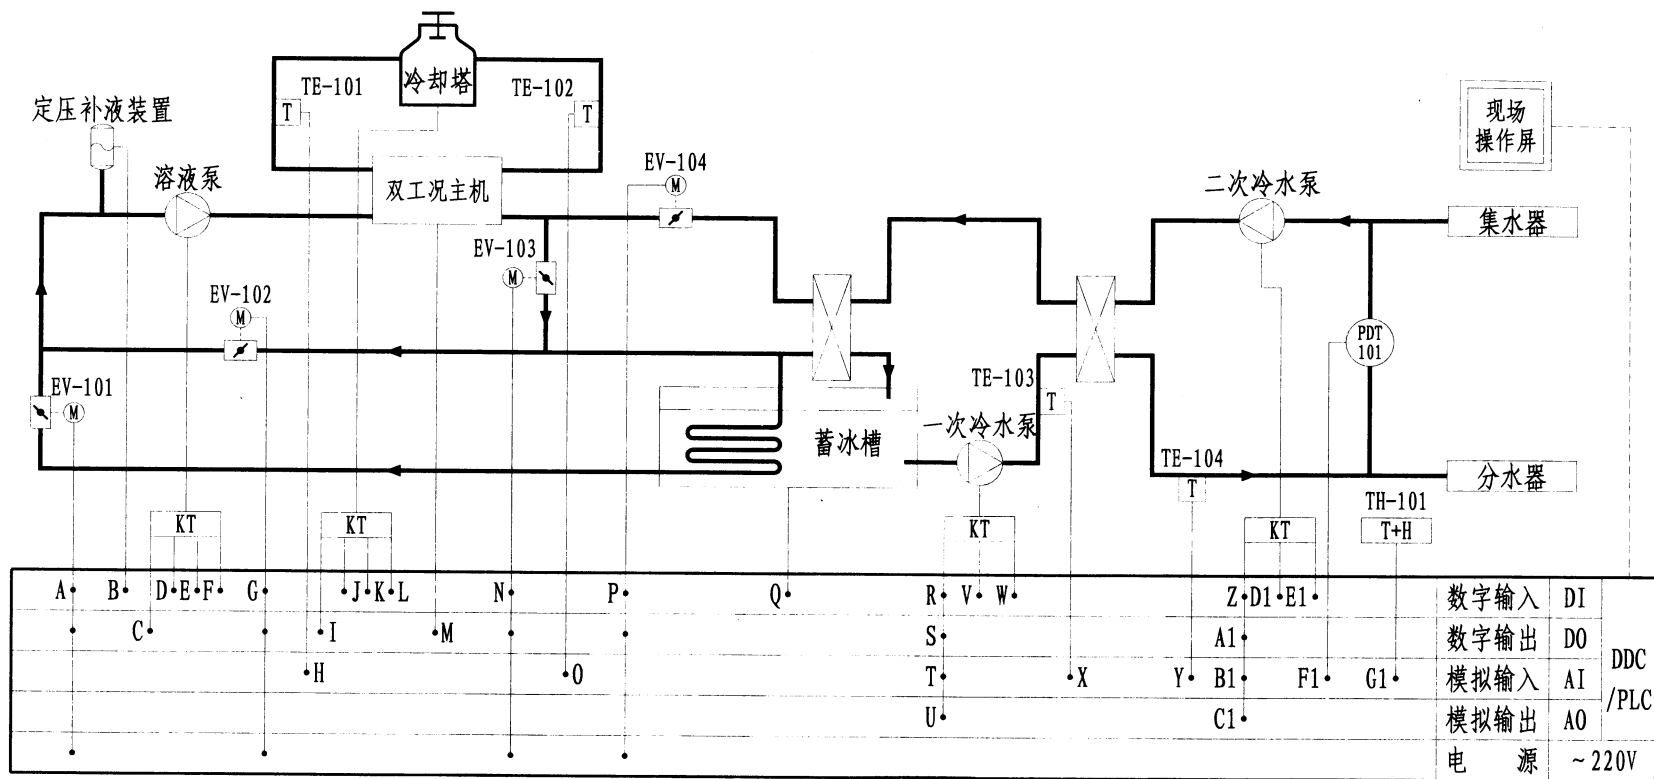 冷却塔
TE-101
TE-102
T
T
定压补液装置
溶液泵
双工况主机
EV-104
M
现场
操作屏
二次冷水泵
集水器
EV-103
M
EV-102
M
PDT
101
EV-101
M
TE-103
T
一次冷水泵
蓄冰槽
TE-104
T
分水器
TH-101
T+H
KT
KT
KT
KT
A B D E F G J K L N P Q R V W Z D1 E1 数字输入 DI
C I M S A1 数字输出 DO
DDC
/PLC
H O T X Y B1 F1 G1 模拟输入 AI
U C1 模拟输出 AO
电 源 ~220V